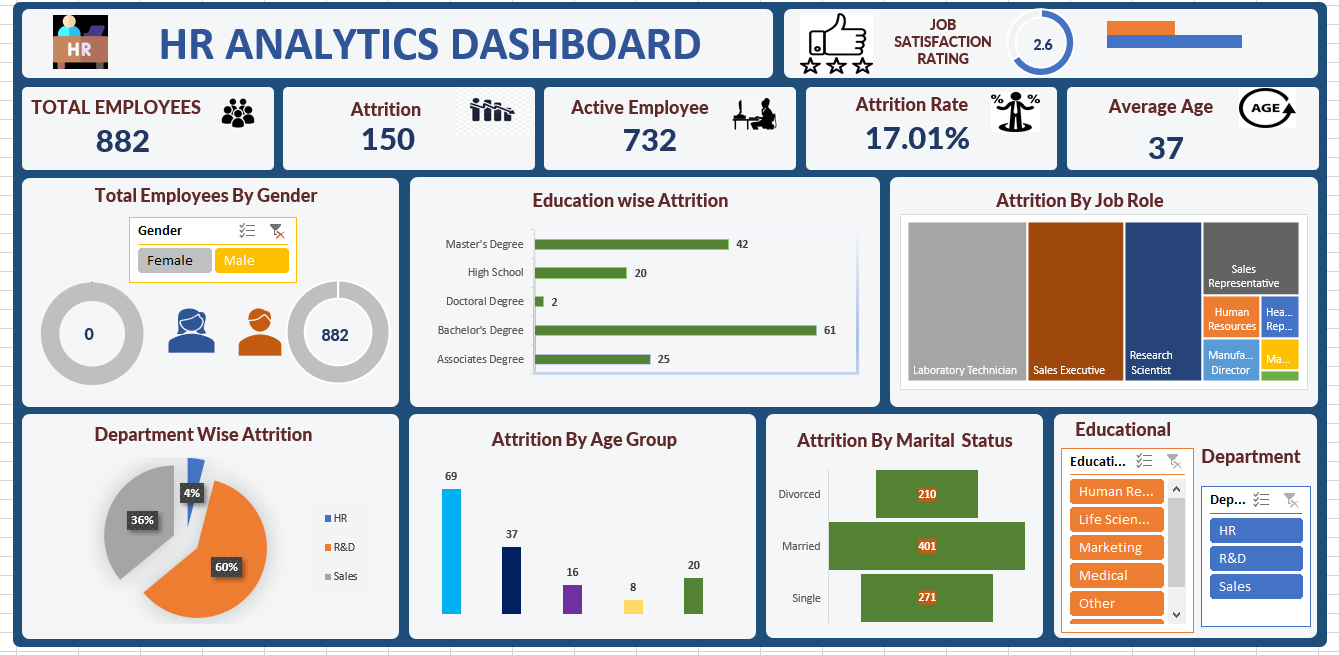 HR
HR ANALYTICS DASHBOARD
JOB
SATISFACTION
RATING
2.6
TOTAL EMPLOYEES
882
Attrition
150
Active Employee
732
Attrition Rate
17.01%
% %
Average Age
37
AGE
Total Employees By Gender
Gender
Female
Male
0
882
Education wise Attrition
Master's Degree
42
High School
20
Doctoral Degree
2
Bachelor's Degree
61
Associates Degree
25
Attrition By Job Role
Laboratory Technician
Sales Executive
Research
Scientist
Sales
Representative
Human
Resources
Hea...
Rep...
Manufa...
Director
Ma...
Department Wise Attrition
4%
36%
60%
HR
R&D
Sales
Attrition By Age Group
69
37
16
8
20
Attrition By Marital Status
Divorced
210
Married
401
Single
271
Educational
Educati...
Human Re...
Life Scien...
Marketing
Medical
Other
Department
Dep...
HR
R&D
Sales